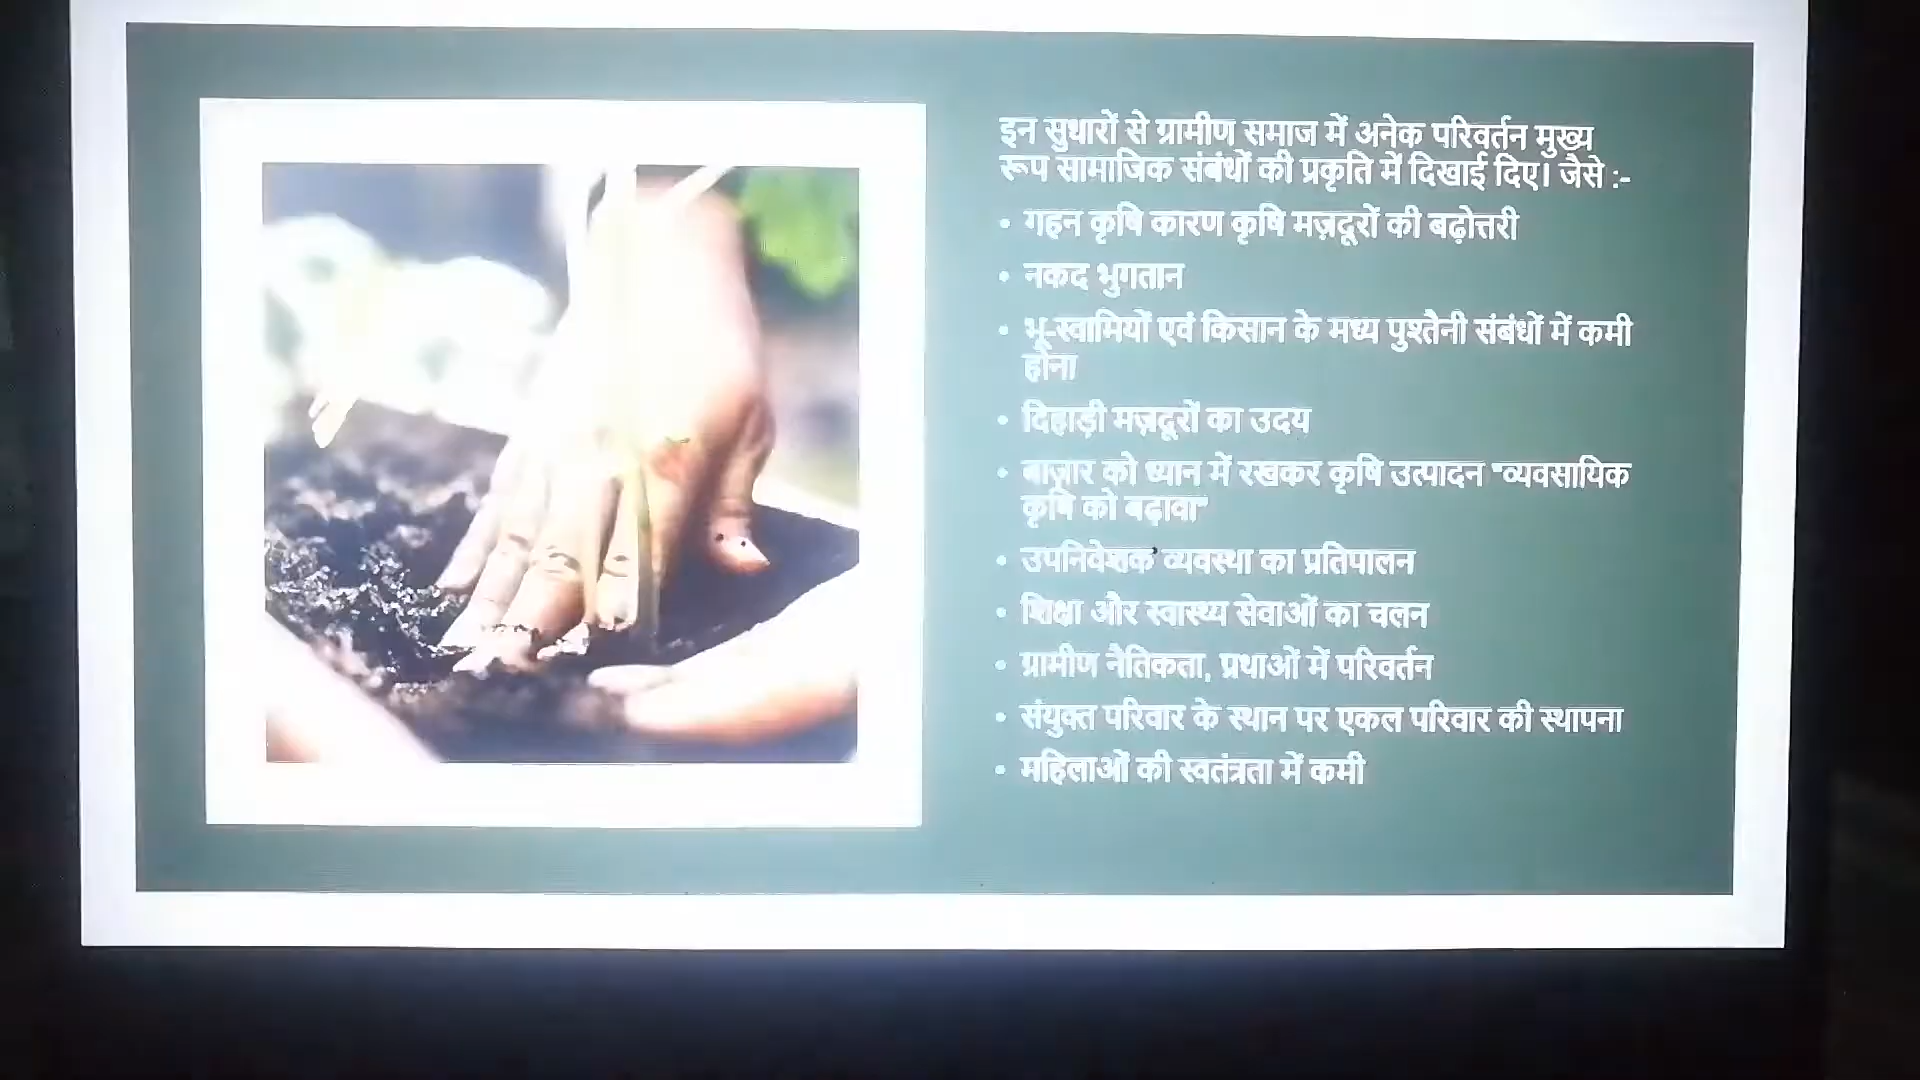 इन सुधारों से ग्रामीण समाज में अनेक परिवर्तन मुख्य
रूप सामाजिक संबंधों की प्रकृति में दिखाई दिए। जैसे :-
• गहन कृषि कारण कृषि मज़दूरों की बढ़ोत्तरी
• नकद भुगतान
• भू-स्वामियों एवं किसान के मध्य पुश्तैनी संबंधों में कमी
होना
• दिहाड़ी मज़दूरों का उदय
• बाज़ार को ध्यान में रखकर कृषि उत्पादन "व्यवसायिक
कृषि को बढ़ावा"
• उपनिवेशक व्यवस्था का प्रतिपालन
• शिक्षा और स्वास्थ्य सेवाओं का चलन
• ग्रामीण नैतिकता, प्रथाओं में परिवर्तन
• संयुक्त परिवार के स्थान पर एकल परिवार की स्थापना
• महिलाओं की स्वतंत्रता में कमी